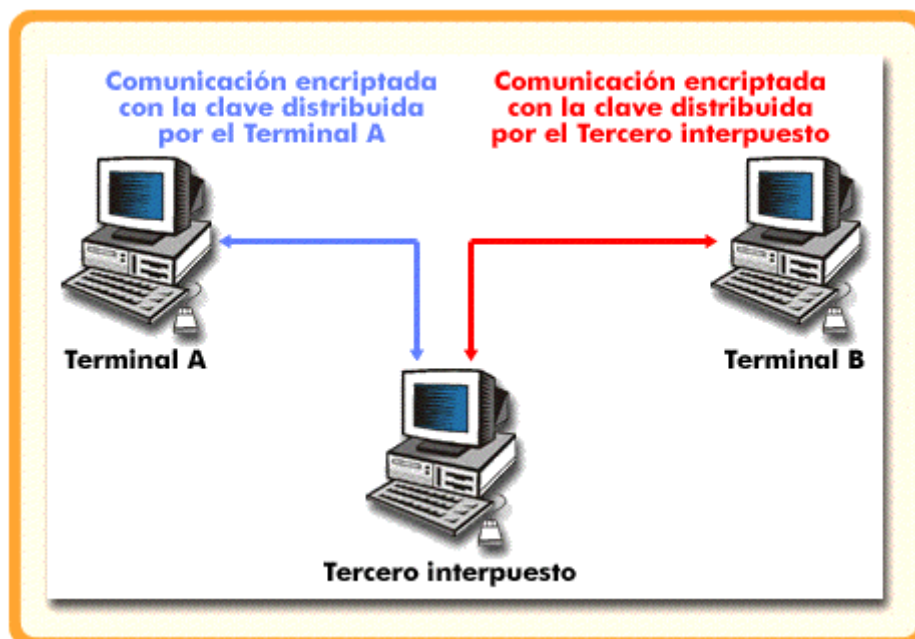 Comunicación encriptada
con la clave distribuida
por el Terminal A
Comunicación encriptada
con la clave distribuida
por el Tercero interpuesto
Terminal A
Terminal B
Tercero interpuesto